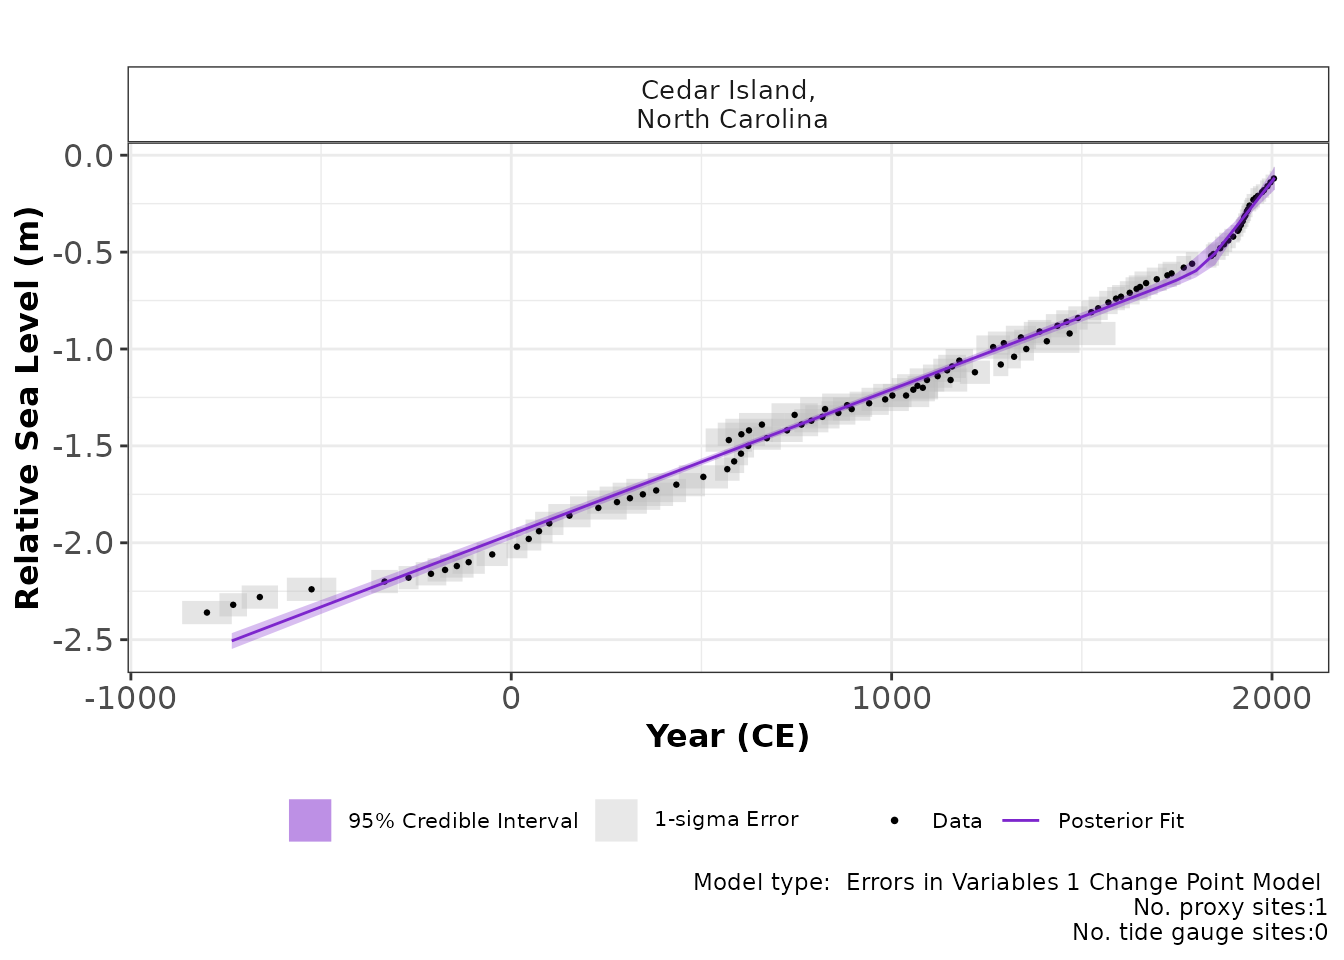 Cedar Island,
North Carolina
Relative Sea Level (m)
0.0
-0.5
-1.0
-1.5
-2.0
-2.5
-1000 0 1000 2000
Year (CE)
95% Credible Interval 1-sigma Error Data Posterior Fit
Model type:  Errors in Variables 1 Change Point Model
No. proxy sites:1
No. tide gauge sites:0